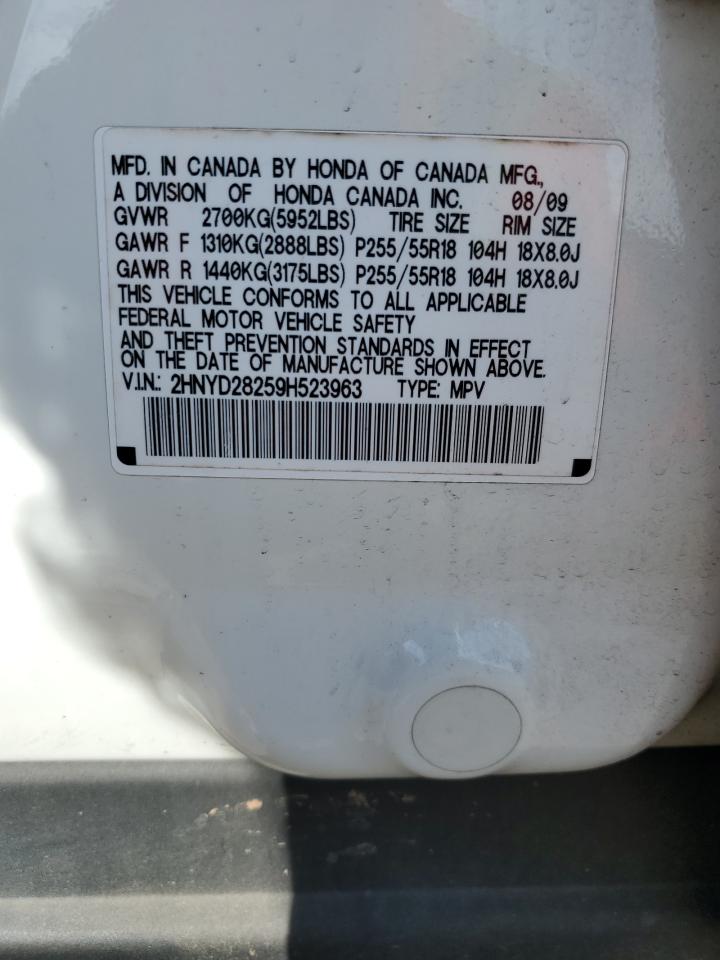 MFD. IN CANADA BY HONDA OF CANADA MFG.,
A DIVISION OF HONDA CANADA INC. 08/09
GVWR 2700KG(5952LBS) TIRE SIZE RIM SIZE
GAWR F 1310KG(2888LBS) P255/55R18 104H 18X8.0J
GAWR R 1440KG(3175LBS) P255/55R18 104H 18X8.0J
THIS VEHICLE CONFORMS TO ALL APPLICABLE
FEDERAL MOTOR VEHICLE SAFETY
AND THEFT PREVENTION STANDARDS IN EFFECT
ON THE DATE OF MANUFACTURE SHOWN ABOVE.
V.I.N.: 2HNYD28259H523963 TYPE: MPV